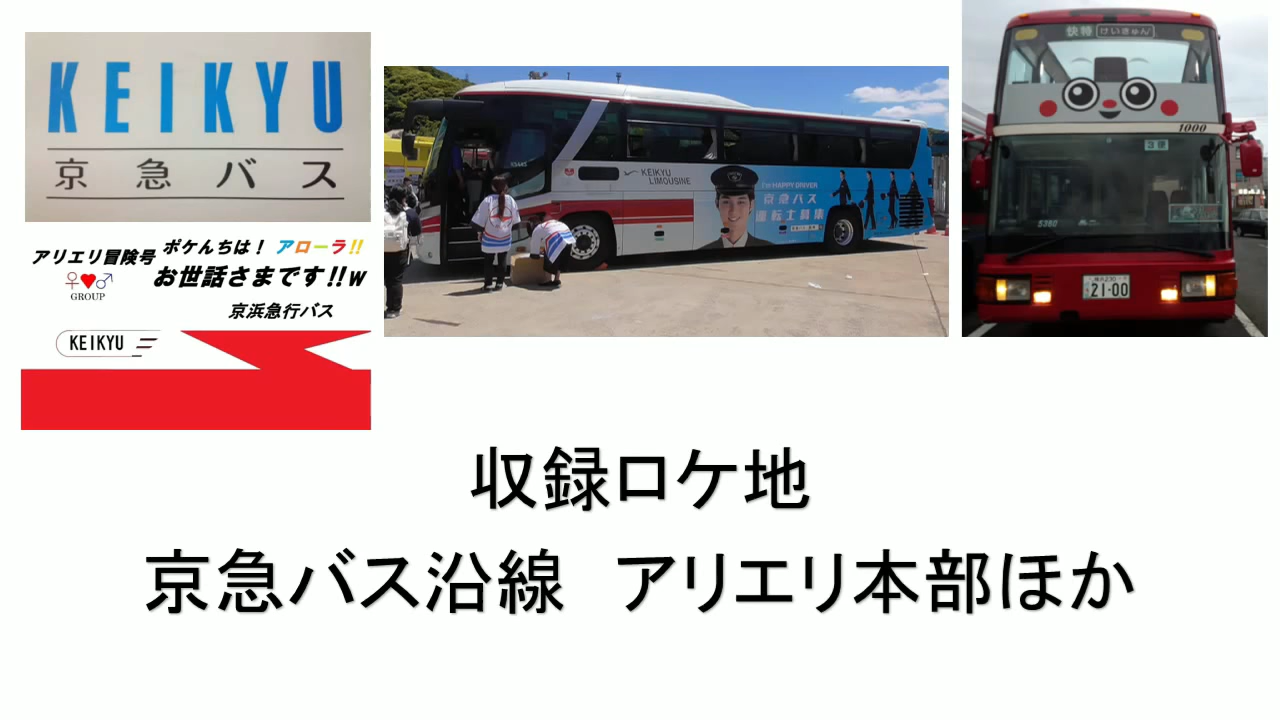 KEIKYU
京急バス
アリエリ冒険号
ポケんちは! アローラ!!
GROUP
お世話さまです!!w
京浜急行バス
KEIKYU
KEIKYU
LIMOUSINE
I'm HAPPY DRIVER
京急バス
運転士募集
快特 けいきゅん
1000
3便
5380
21-00
収録ロケ地
京急バス沿線 アリエリ本部ほか